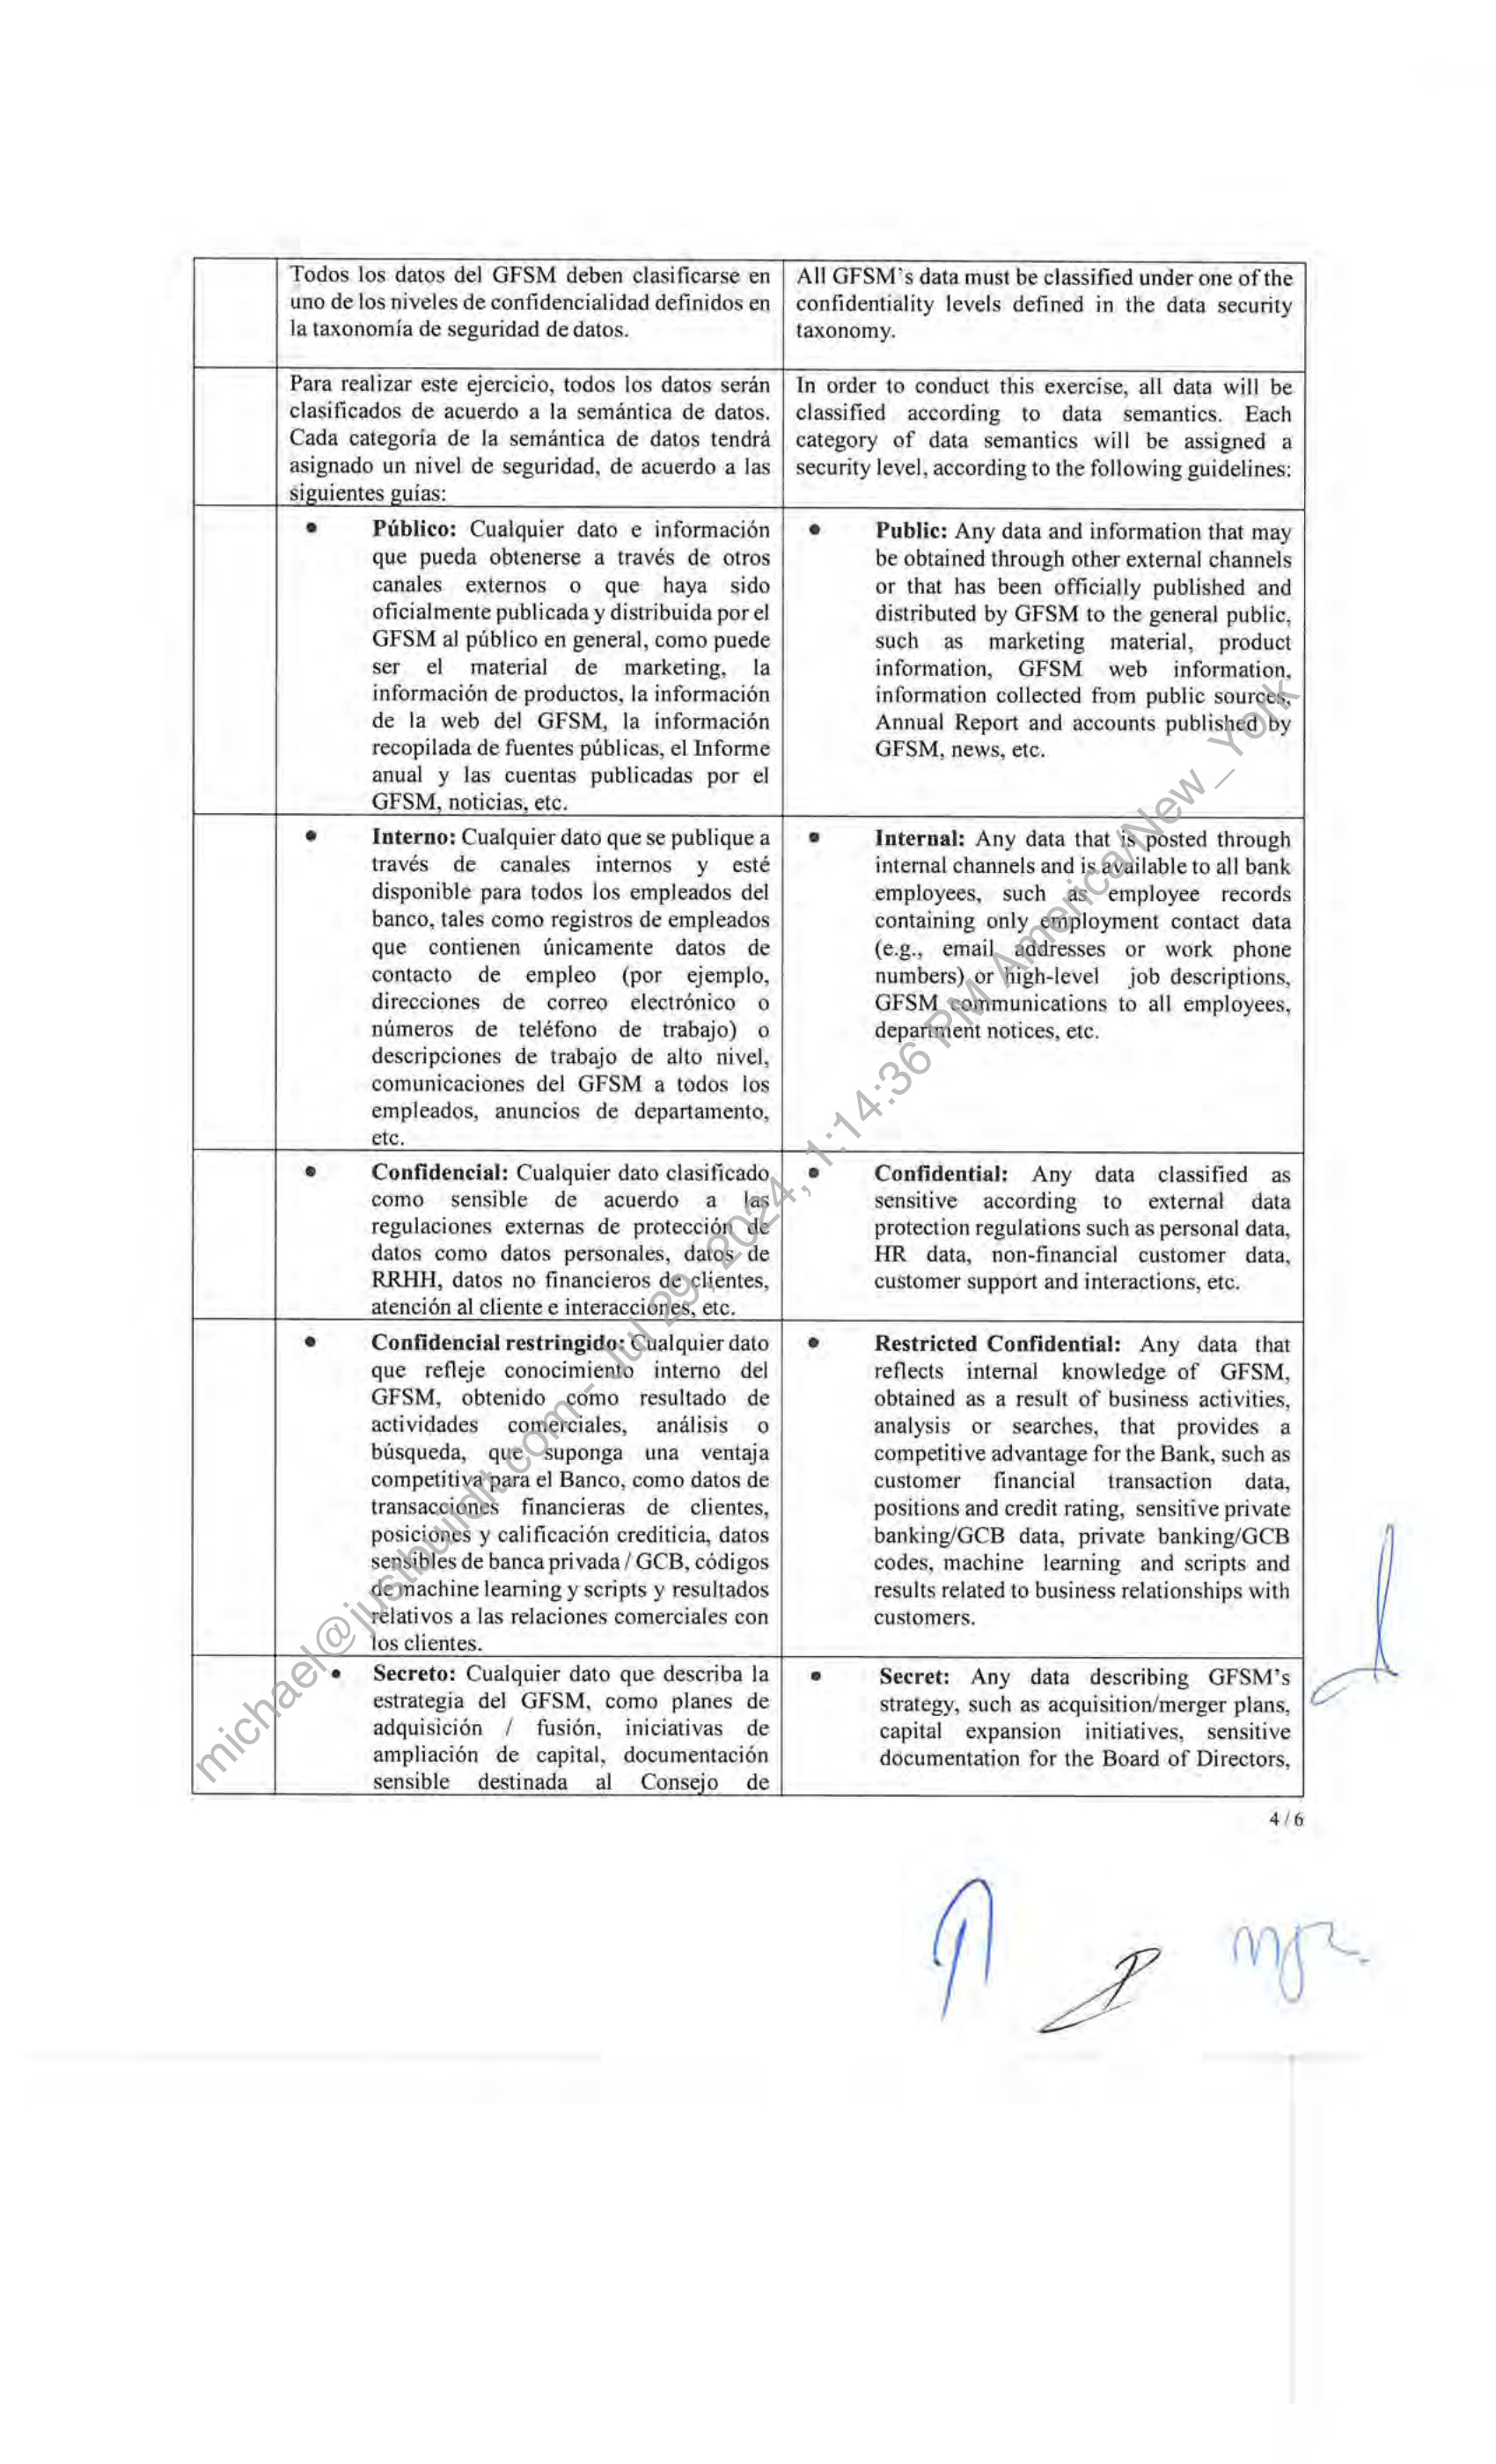 Todos los datos del GFSM deben clasificarse en
uno de los niveles de confidencialidad definidos en
la taxonomía de seguridad de datos.
All GFSM's data must be classified under one of the
confidentiality levels defined in the data security
taxonomy.
Para realizar este ejercicio, todos los datos serán
clasificados de acuerdo a la semántica de datos.
Cada categoría de la semántica de datos tendrá
asignado un nivel de seguridad, de acuerdo a las
siguientes guías:
In order to conduct this exercise, all data will be
classified according to data semantics. Each
category of data semantics will be assigned a
security level, according to the following guidelines:
• Público: Cualquier dato e información
que pueda obtenerse a través de otros
canales externos o que haya sido
oficialmente publicada y distribuida por el
GFSM al público en general, como puede
ser el material de marketing, la
información de productos, la información
de la web del GFSM, la información
recopilada de fuentes públicas, el Informe
anual y las cuentas publicadas por el
GFSM, noticias, etc.
• Public: Any data and information that may
be obtained through other external channels
or that has been officially published and
distributed by GFSM to the general public,
such as marketing material, product
information, GFSM web information,
information collected from public sources,
Annual Report and accounts published by
GFSM, news, etc.
• Interno: Cualquier dato que se publique a
través de canales internos y esté
disponible para todos los empleados del
banco, tales como registros de empleados
que contienen únicamente datos de
contacto de empleo (por ejemplo,
direcciones de correo electrónico o
números de teléfono de trabajo) o
descripciones de trabajo de alto nivel,
comunicaciones del GFSM a todos los
empleados, anuncios de departamento,
etc.
• Internal: Any data that is posted through
internal channels and is available to all bank
employees, such as employee records
containing only employment contact data
(e.g., email addresses or work phone
numbers) or high-level job descriptions,
GFSM communications to all employees,
department notices, etc.
• Confidencial: Cualquier dato clasificado
como sensible de acuerdo a las
regulaciones externas de protección de
datos como datos personales, datos de
RRHH, datos no financieros de clientes,
atención al cliente e interacciones, etc.
• Confidential: Any data classified as
sensitive according to external data
protection regulations such as personal data,
HR data, non-financial customer data,
customer support and interactions, etc.
• Confidencial restringido: Cualquier dato
que refleje conocimiento interno del
GFSM, obtenido como resultado de
actividades comerciales, análisis o
búsqueda, que suponga una ventaja
competitiva para el Banco, como datos de
transacciones financieras de clientes,
posiciones y calificación crediticia, datos
sensibles de banca privada / GCB, códigos
de machine learning y scripts y resultados
relativos a las relaciones comerciales con
los clientes.
• Restricted Confidential: Any data that
reflects internal knowledge of GFSM,
obtained as a result of business activities,
analysis or searches, that provides a
competitive advantage for the Bank, such as
customer financial transaction data,
positions and credit rating, sensitive private
banking/GCB data, private banking/GCB
codes, machine learning and scripts and
results related to business relationships with
customers.
• Secreto: Cualquier dato que describa la
estrategia del GFSM, como planes de
adquisición / fusión, iniciativas de
ampliación de capital, documentación
sensible destinada al Consejo de
• Secret: Any data describing GFSM's
strategy, such as acquisition/merger plans,
capital expansion initiatives, sensitive
documentation for the Board of Directors,
4 / 6
michael@justbuildit.com - Jul 29, 2024, 1:14:36 PM America/New_York